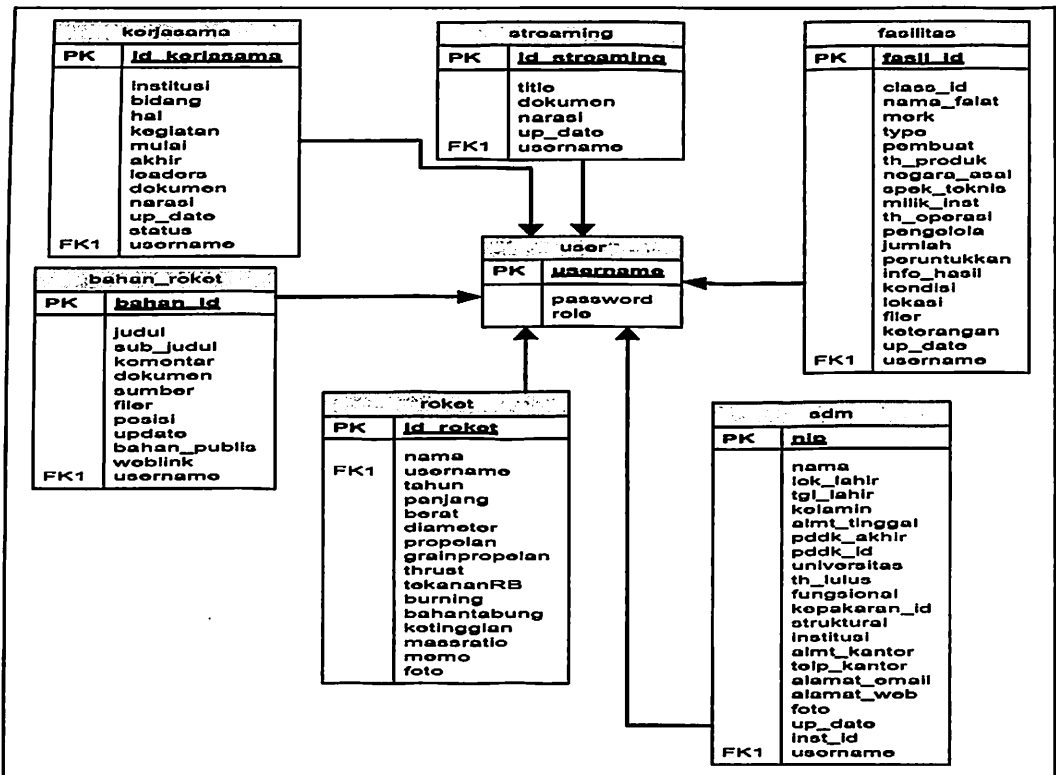 kerjasama
PK id_kerjasama
institusi
bidang
hal
kegiatan
mulai
akhir
leaders
dokumen
narasi
up_date
status
FK1 username
streaming
PK id_streaming
title
dokumen
narasi
up_date
FK1 username
fasilitas
PK fasil_id
class_id
nama_falat
merk
type
pembuat
th_produk
negara_asal
spek_teknis
milik_inst
th_operasi
pengelola
jumlah
peruntukkan
info_hasil
kondisi
lokasi
filer
keterangan
up_date
FK1 username
user
PK username
password
role
bahan_roket
PK bahan_id
judul
sub_judul
komentar
dokumen
sumber
filer
posisi
update
bahan_publis
weblink
FK1 username
roket
PK id_roket
nama
FK1 username
tahun
panjang
berat
diameter
propelan
grainpropelan
thrust
tekananRB
burning
bahantabung
ketinggian
massratio
memo
foto
sdm
PK nip
nama
lok_lahir
tgl_lahir
kelamin
almt_tinggal
pddk_akhir
pddk_id
universitas
th_lulus
fungsional
kepakaran_id
struktural
institusi
almt_kantor
telp_kantor
alamat_email
alamat_web
foto
up_date
inst_id
FK1 username